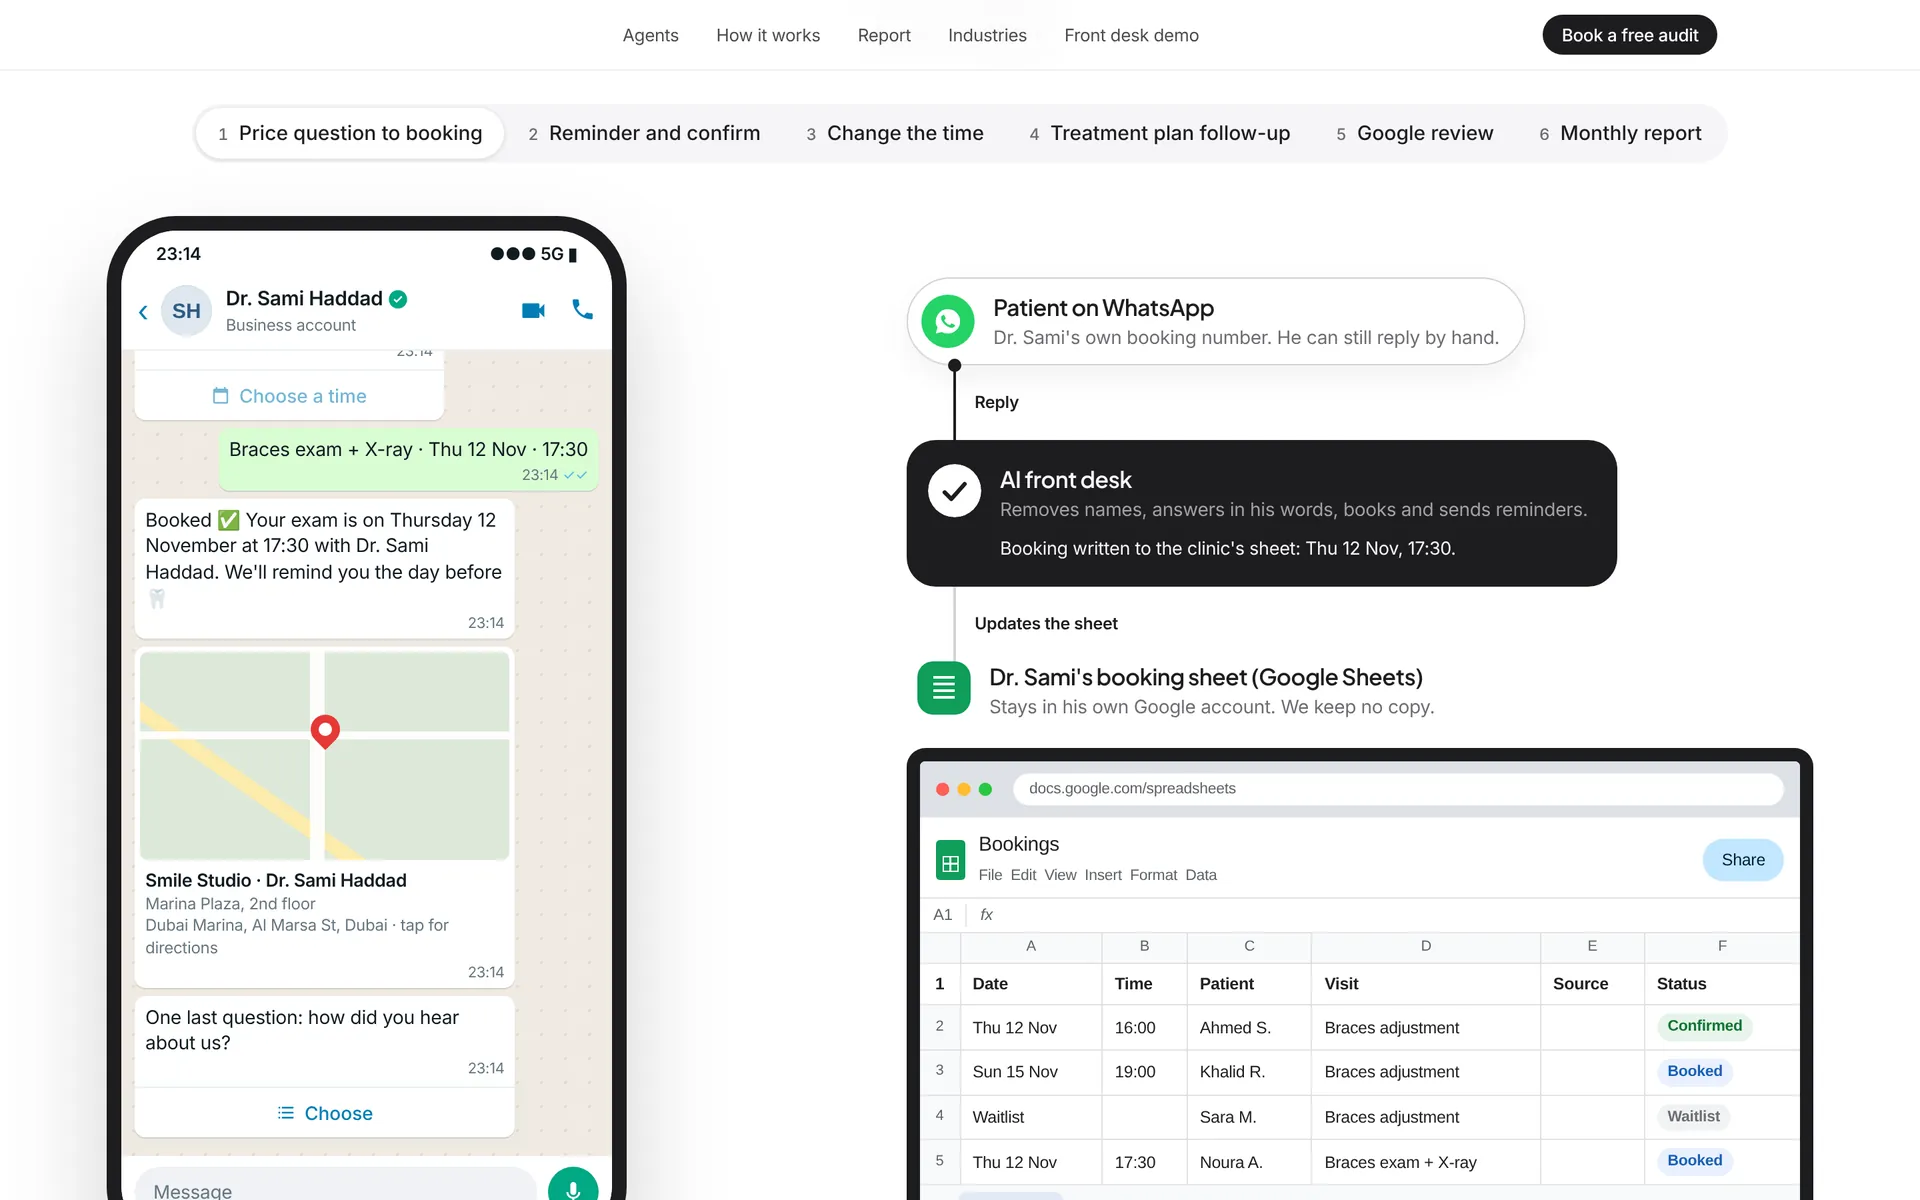 Agents
How it works
Report
Industries
Front desk demo
Book a free audit
1 Price question to booking
2 Reminder and confirm
3 Change the time
4 Treatment plan follow-up
5 Google review
6 Monthly report
23:14
5G
SH
Dr. Sami Haddad
Business account
23:14
Choose a time
Braces exam + X-ray · Thu 12 Nov · 17:30
23:14
Booked ✅ Your exam is on Thursday 12
November at 17:30 with Dr. Sami
Haddad. We'll remind you the day before
🦷
23:14
Smile Studio · Dr. Sami Haddad
Marina Plaza, 2nd floor
Dubai Marina, Al Marsa St, Dubai · tap for
directions
23:14
One last question: how did you hear
about us?
23:14
Choose
Message
Patient on WhatsApp
Dr. Sami's own booking number. He can still reply by hand.
Reply
AI front desk
Removes names, answers in his words, books and sends reminders.
Booking written to the clinic's sheet: Thu 12 Nov, 17:30.
Updates the sheet
Dr. Sami's booking sheet (Google Sheets)
Stays in his own Google account. We keep no copy.
docs.google.com/spreadsheets
Bookings
File Edit View Insert Format Data
Share
A1 fx
A B C D E F
1 Date Time Patient Visit Source Status
2 Thu 12 Nov 16:00 Ahmed S. Braces adjustment Confirmed
3 Sun 15 Nov 19:00 Khalid R. Braces adjustment Booked
4 Waitlist Sara M. Braces adjustment Waitlist
5 Thu 12 Nov 17:30 Noura A. Braces exam + X-ray Booked